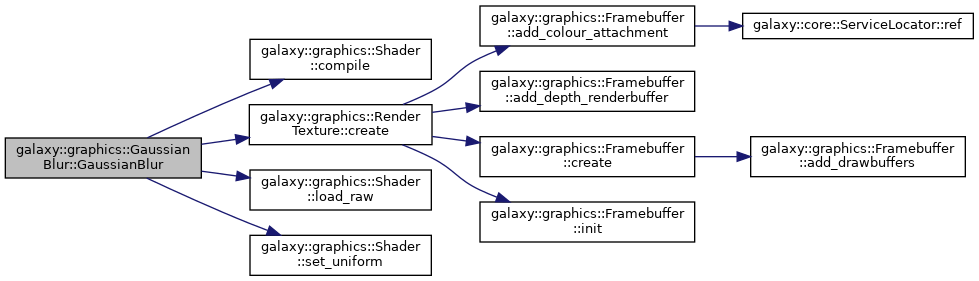 galaxy::graphics::Gaussian
Blur::GaussianBlur
galaxy::graphics::Shader
::compile
galaxy::graphics::Render
Texture::create
galaxy::graphics::Shader
::load_raw
galaxy::graphics::Shader
::set_uniform
galaxy::graphics::Framebuffer
::add_colour_attachment
galaxy::graphics::Framebuffer
::add_depth_renderbuffer
galaxy::graphics::Framebuffer
::create
galaxy::graphics::Framebuffer
::init
galaxy::core::ServiceLocator::ref
galaxy::graphics::Framebuffer
::add_drawbuffers